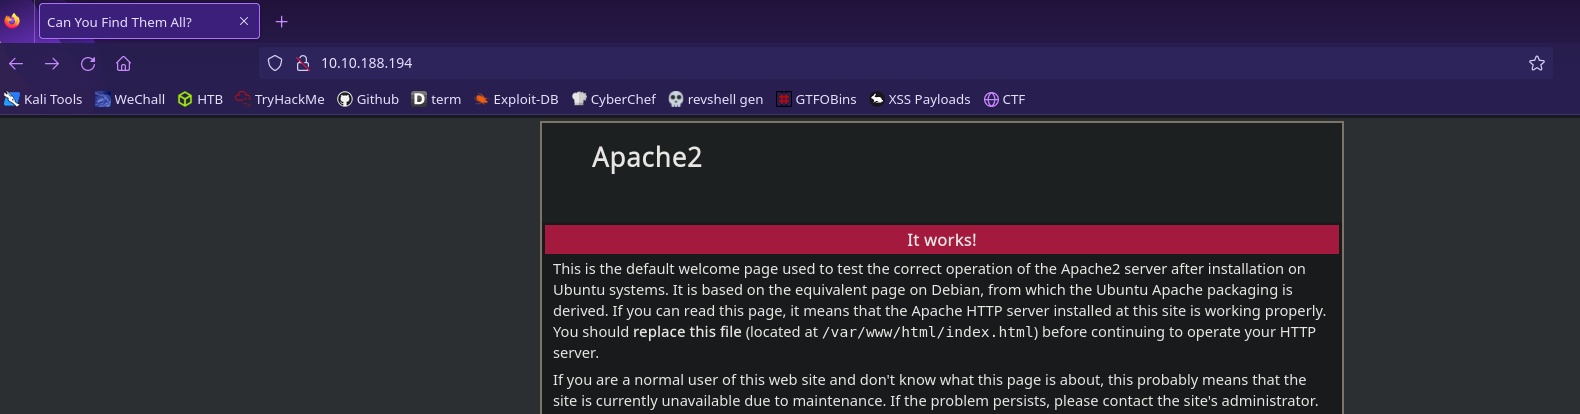 Can You Find Them All?
10.10.188.194
Kali Tools WeChall HTB TryHackMe Github term Exploit-DB CyberChef revshell gen GTFOBins XSS Payloads CTF
Apache2
It works!
This is the default welcome page used to test the correct operation of the Apache2 server after installation on
Ubuntu systems. It is based on the equivalent page on Debian, from which the Ubuntu Apache packaging is
derived. If you can read this page, it means that the Apache HTTP server installed at this site is working properly.
You should replace this file (located at /var/www/html/index.html) before continuing to operate your HTTP
server.
If you are a normal user of this web site and don't know what this page is about, this probably means that the
site is currently unavailable due to maintenance. If the problem persists, please contact the site's administrator.